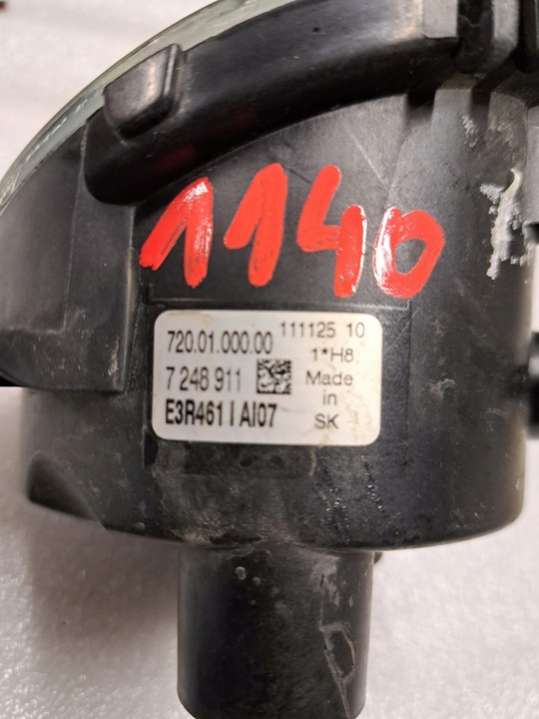 1140
720.01.000.00 111125 10
1*H8
7 248 911 Made
in
E3R461 I AI07 SK